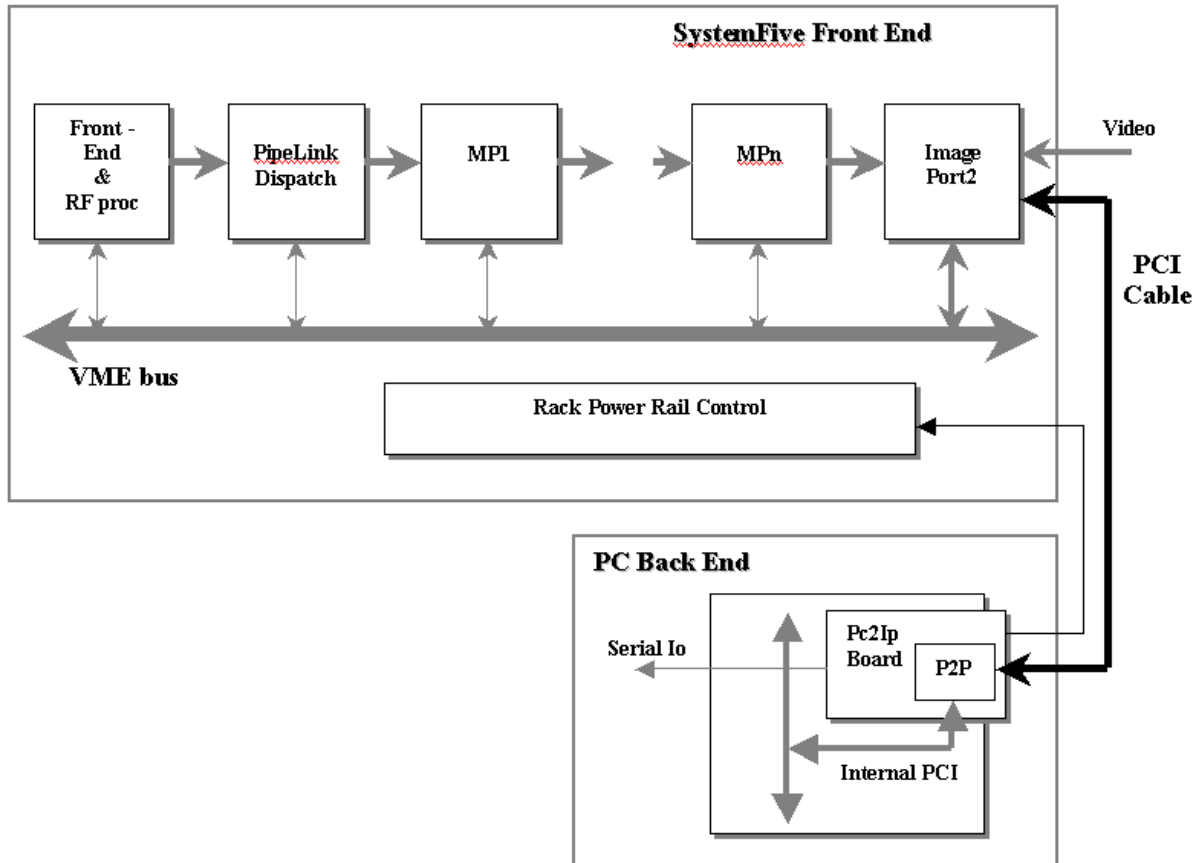 SystemFive Front End
Front -
End
&
RF proc
PipeLink
Dispatch
MP1
MPn
Image
Port2
Video
PCI
Cable
VME bus
Rack Power Rail Control
PC Back End
Serial Io
Pc2Ip
Board
P2P
Internal PCI